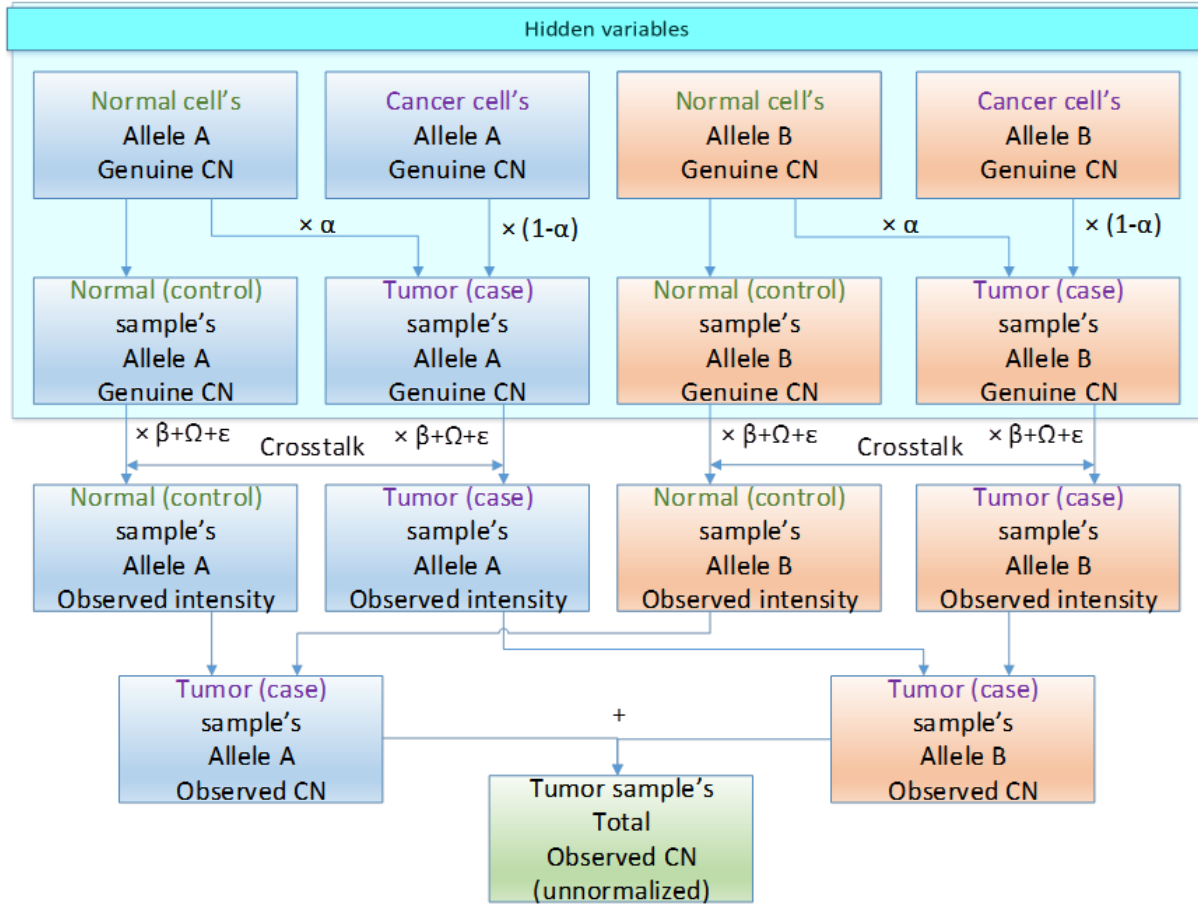 Hidden variables
Normal cell's
Allele A
Genuine CN
Cancer cell's
Allele A
Genuine CN
Normal cell's
Allele B
Genuine CN
Cancer cell's
Allele B
Genuine CN
× α
× (1-α)
× α
× (1-α)
Normal (control)
sample's
Allele A
Genuine CN
Tumor (case)
sample's
Allele A
Genuine CN
Normal (control)
sample's
Allele B
Genuine CN
Tumor (case)
sample's
Allele B
Genuine CN
× β+Ω+ε
Crosstalk
× β+Ω+ε
× β+Ω+ε
Crosstalk
× β+Ω+ε
Normal (control)
sample's
Allele A
Observed intensity
Tumor (case)
sample's
Allele A
Observed intensity
Normal (control)
sample's
Allele B
Observed intensity
Tumor (case)
sample's
Allele B
Observed intensity
Tumor (case)
sample's
Allele A
Observed CN
+
Tumor (case)
sample's
Allele B
Observed CN
Tumor sample's
Total
Observed CN
(unnormalized)